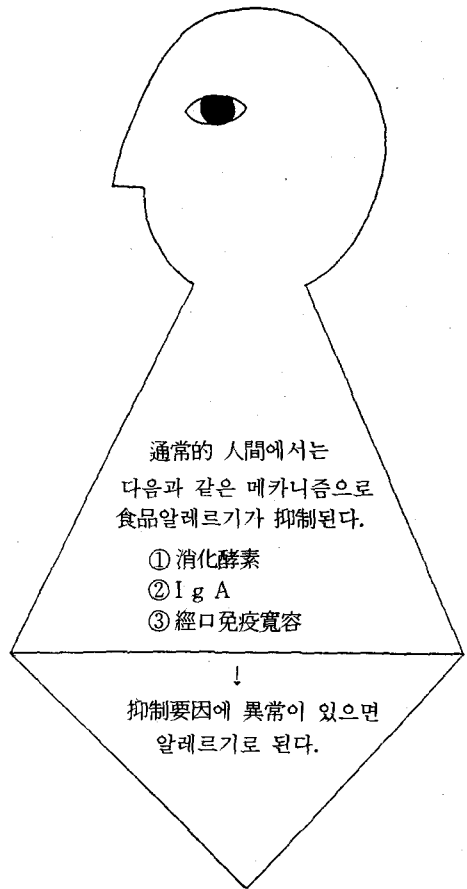 通常的 人間에서는
다음과 같은 메카니즘으로
食品알레르기가 抑制된다.
① 消化酵素
② I g A
③ 經口免疫寬容
↓
抑制要因에 異常이 있으면
알레르기로 된다.